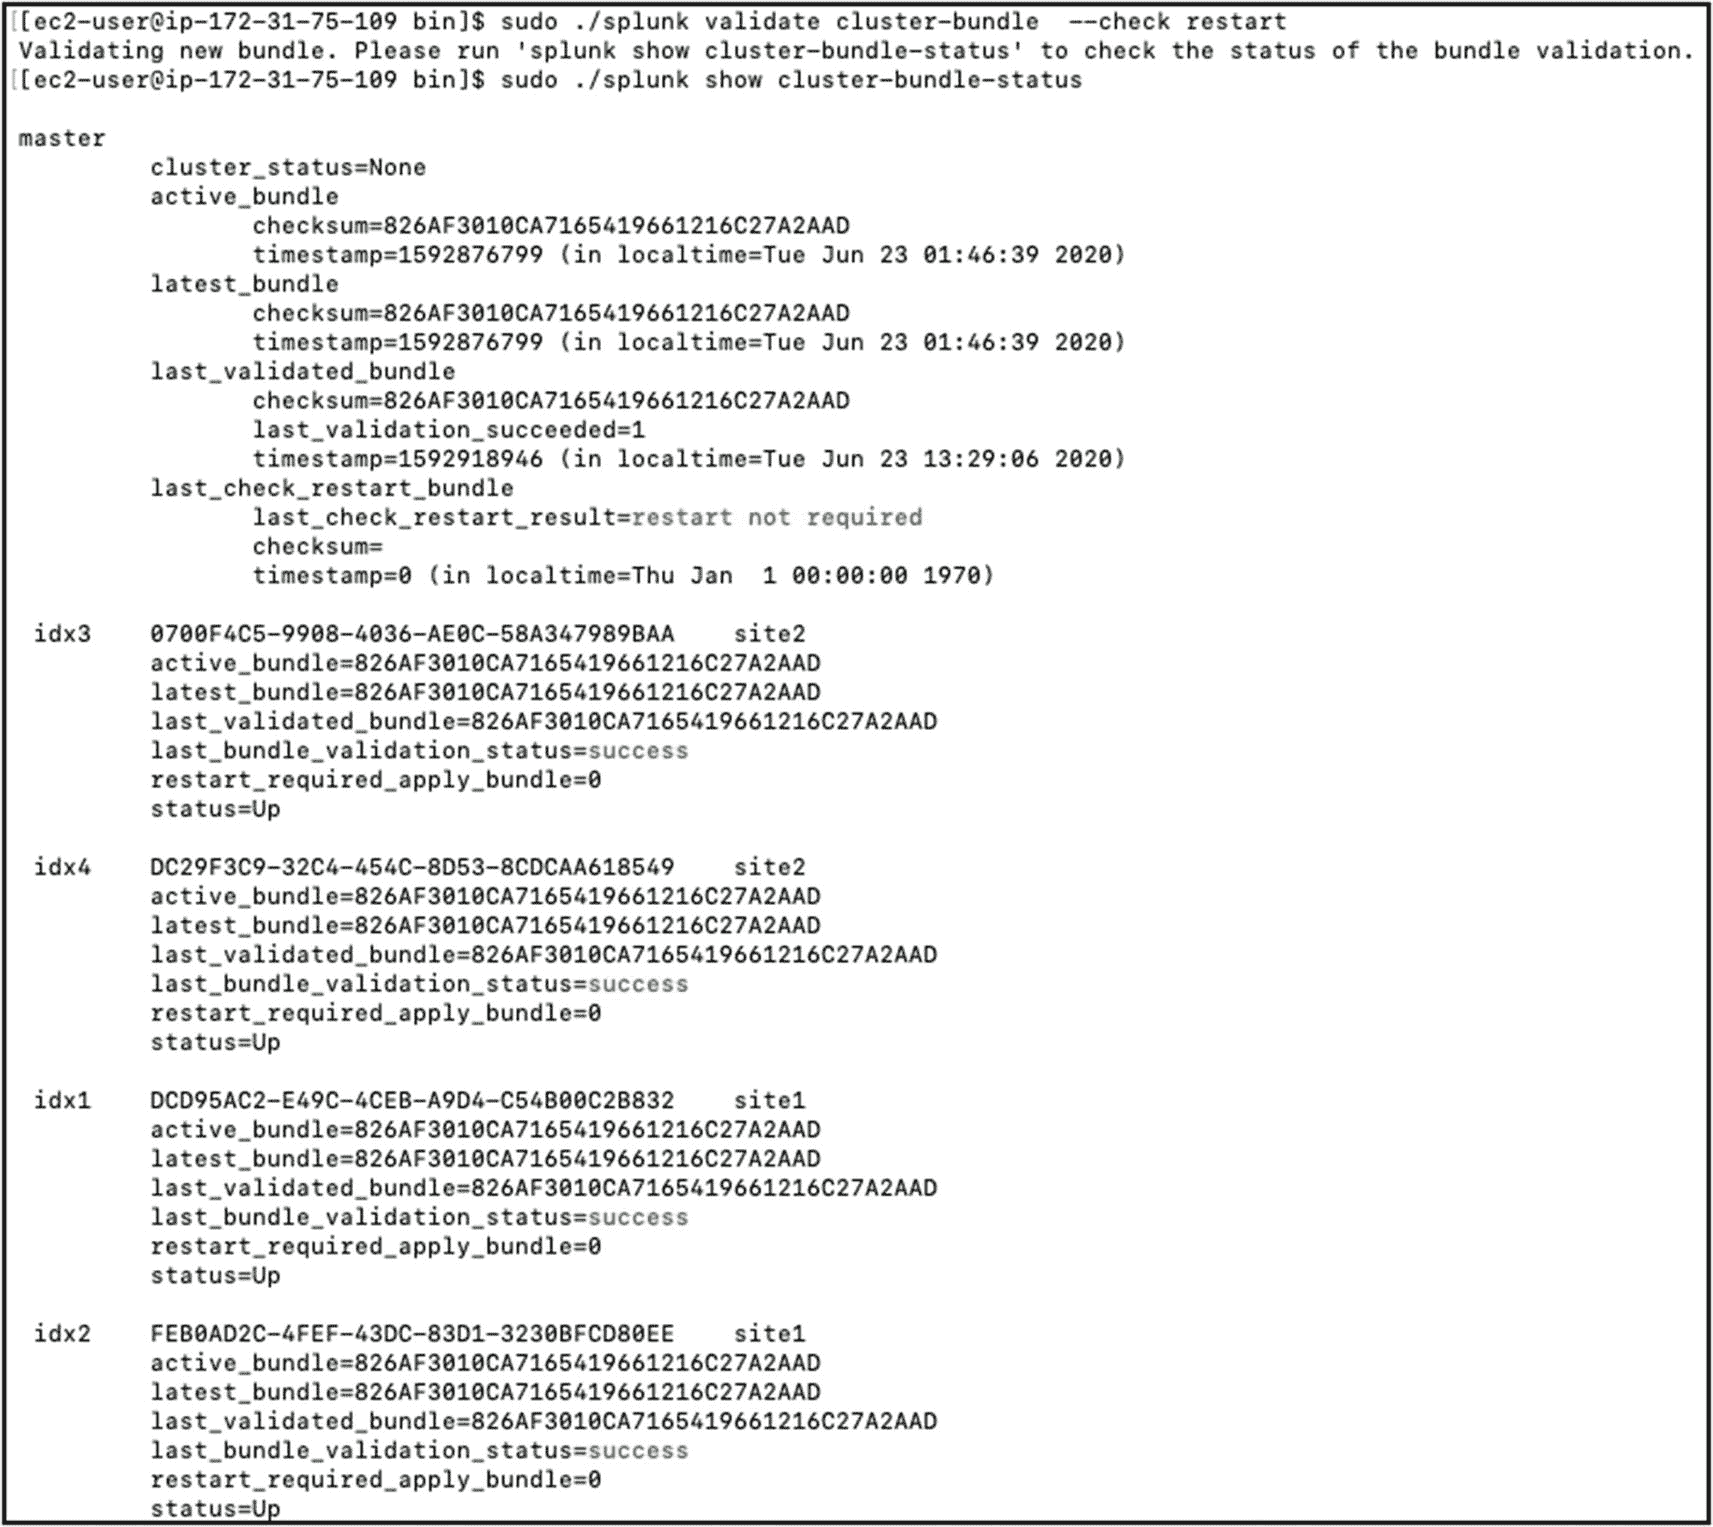 [[ec2-user@ip-172-31-75-109 bin]$ sudo ./splunk validate cluster-bundle  --check restart
Validating new bundle. Please run 'splunk show cluster-bundle-status' to check the status of the bundle validation.
[[ec2-user@ip-172-31-75-109 bin]$ sudo ./splunk show cluster-bundle-status
master
cluster_status=None
active_bundle
checksum=826AF3010CA7165419661216C27A2AAD
timestamp=1592876799 (in localtime=Tue Jun 23 01:46:39 2020)
latest_bundle
checksum=826AF3010CA7165419661216C27A2AAD
timestamp=1592876799 (in localtime=Tue Jun 23 01:46:39 2020)
last_validated_bundle
checksum=826AF3010CA7165419661216C27A2AAD
last_validation_succeeded=1
timestamp=1592918946 (in localtime=Tue Jun 23 13:29:06 2020)
last_check_restart_bundle
last_check_restart_result=restart not required
checksum=
timestamp=0 (in localtime=Thu Jan  1 00:00:00 1970)
idx3    0700F4C5-9908-4036-AE0C-58A347989BAA    site2
active_bundle=826AF3010CA7165419661216C27A2AAD
latest_bundle=826AF3010CA7165419661216C27A2AAD
last_validated_bundle=826AF3010CA7165419661216C27A2AAD
last_bundle_validation_status=success
restart_required_apply_bundle=0
status=Up
idx4    DC29F3C9-32C4-454C-8D53-8CDCAA618549    site2
active_bundle=826AF3010CA7165419661216C27A2AAD
latest_bundle=826AF3010CA7165419661216C27A2AAD
last_validated_bundle=826AF3010CA7165419661216C27A2AAD
last_bundle_validation_status=success
restart_required_apply_bundle=0
status=Up
idx1    DCD95AC2-E49C-4CEB-A9D4-C54B00C2B832    site1
active_bundle=826AF3010CA7165419661216C27A2AAD
latest_bundle=826AF3010CA7165419661216C27A2AAD
last_validated_bundle=826AF3010CA7165419661216C27A2AAD
last_bundle_validation_status=success
restart_required_apply_bundle=0
status=Up
idx2    FEB0AD2C-4FEF-43DC-83D1-3230BFCD80EE    site1
active_bundle=826AF3010CA7165419661216C27A2AAD
latest_bundle=826AF3010CA7165419661216C27A2AAD
last_validated_bundle=826AF3010CA7165419661216C27A2AAD
last_bundle_validation_status=success
restart_required_apply_bundle=0
status=Up